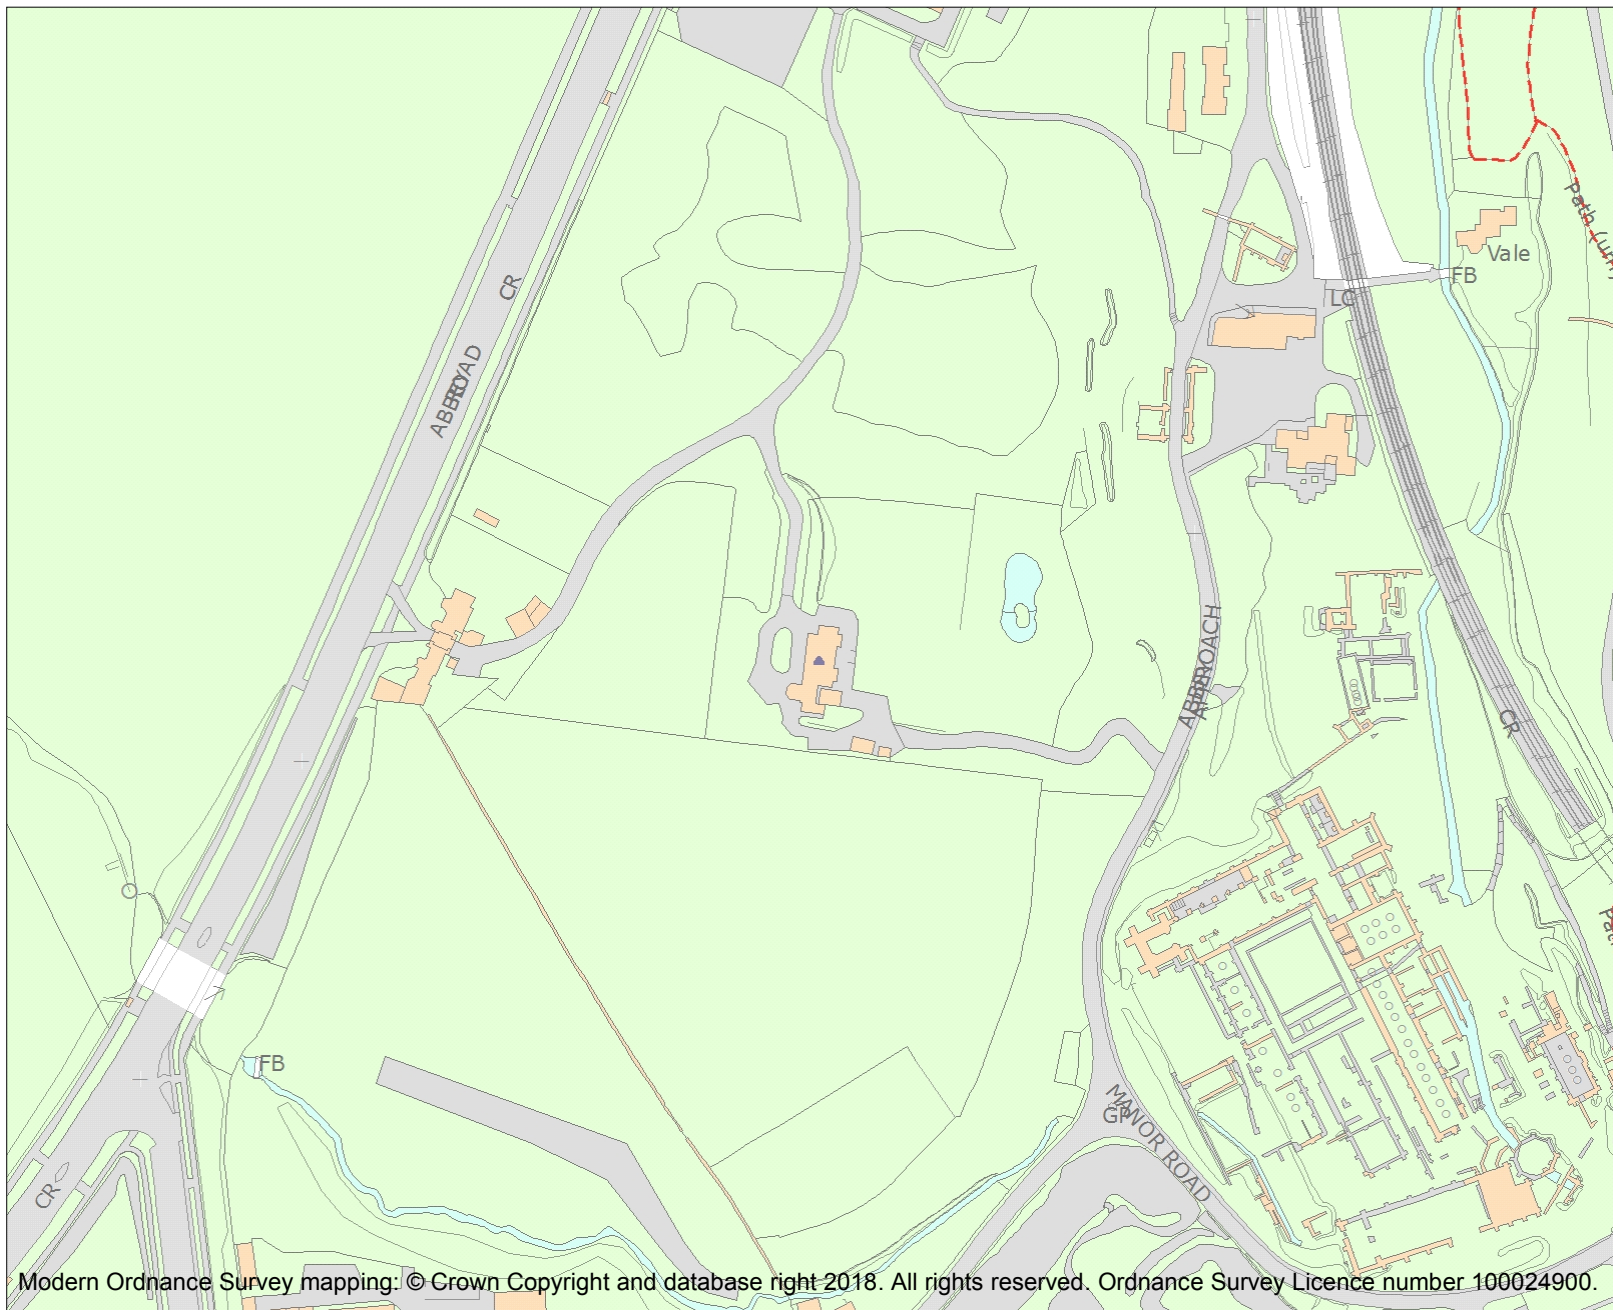 CR
ABBEY ROAD
Vale
FB
LC
Path (um)
ABBEY APPROACH
CR
FB
GP
MANOR ROAD
CR
Modern Ordnance Survey mapping: © Crown Copyright and database right 2018. All rights reserved. Ordnance Survey Licence number 100024900.